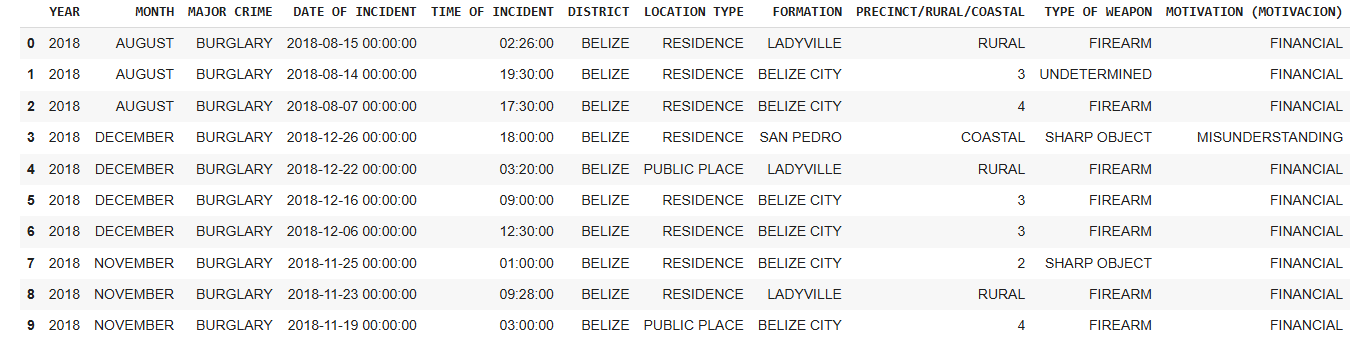 YEAR MONTH MAJOR CRIME DATE OF INCIDENT TIME OF INCIDENT DISTRICT LOCATION TYPE FORMATION PRECINCT/RURAL/COASTAL TYPE OF WEAPON MOTIVATION (MOTIVACION)
0 2018 AUGUST BURGLARY 2018-08-15 00:00:00 02:26:00 BELIZE RESIDENCE LADYVILLE RURAL FIREARM FINANCIAL
1 2018 AUGUST BURGLARY 2018-08-14 00:00:00 19:30:00 BELIZE RESIDENCE BELIZE CITY 3 UNDETERMINED FINANCIAL
2 2018 AUGUST BURGLARY 2018-08-07 00:00:00 17:30:00 BELIZE RESIDENCE BELIZE CITY 4 FIREARM FINANCIAL
3 2018 DECEMBER BURGLARY 2018-12-26 00:00:00 18:00:00 BELIZE RESIDENCE SAN PEDRO COASTAL SHARP OBJECT MISUNDERSTANDING
4 2018 DECEMBER BURGLARY 2018-12-22 00:00:00 03:20:00 BELIZE PUBLIC PLACE LADYVILLE RURAL FIREARM FINANCIAL
5 2018 DECEMBER BURGLARY 2018-12-16 00:00:00 09:00:00 BELIZE RESIDENCE BELIZE CITY 3 FIREARM FINANCIAL
6 2018 DECEMBER BURGLARY 2018-12-06 00:00:00 12:30:00 BELIZE RESIDENCE BELIZE CITY 3 FIREARM FINANCIAL
7 2018 NOVEMBER BURGLARY 2018-11-25 00:00:00 01:00:00 BELIZE RESIDENCE BELIZE CITY 2 SHARP OBJECT FINANCIAL
8 2018 NOVEMBER BURGLARY 2018-11-23 00:00:00 09:28:00 BELIZE RESIDENCE LADYVILLE RURAL FIREARM FINANCIAL
9 2018 NOVEMBER BURGLARY 2018-11-19 00:00:00 03:00:00 BELIZE PUBLIC PLACE BELIZE CITY 4 FIREARM FINANCIAL